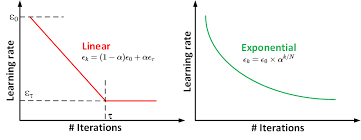 ε₀
Linear
ϵₖ = (1 − α)ϵ₀ + αϵτ
Learning rate
ετ
τ
# Iterations
Exponential
ϵₖ = ϵ₀ × α^{k/N}
Learning rate
# Iterations